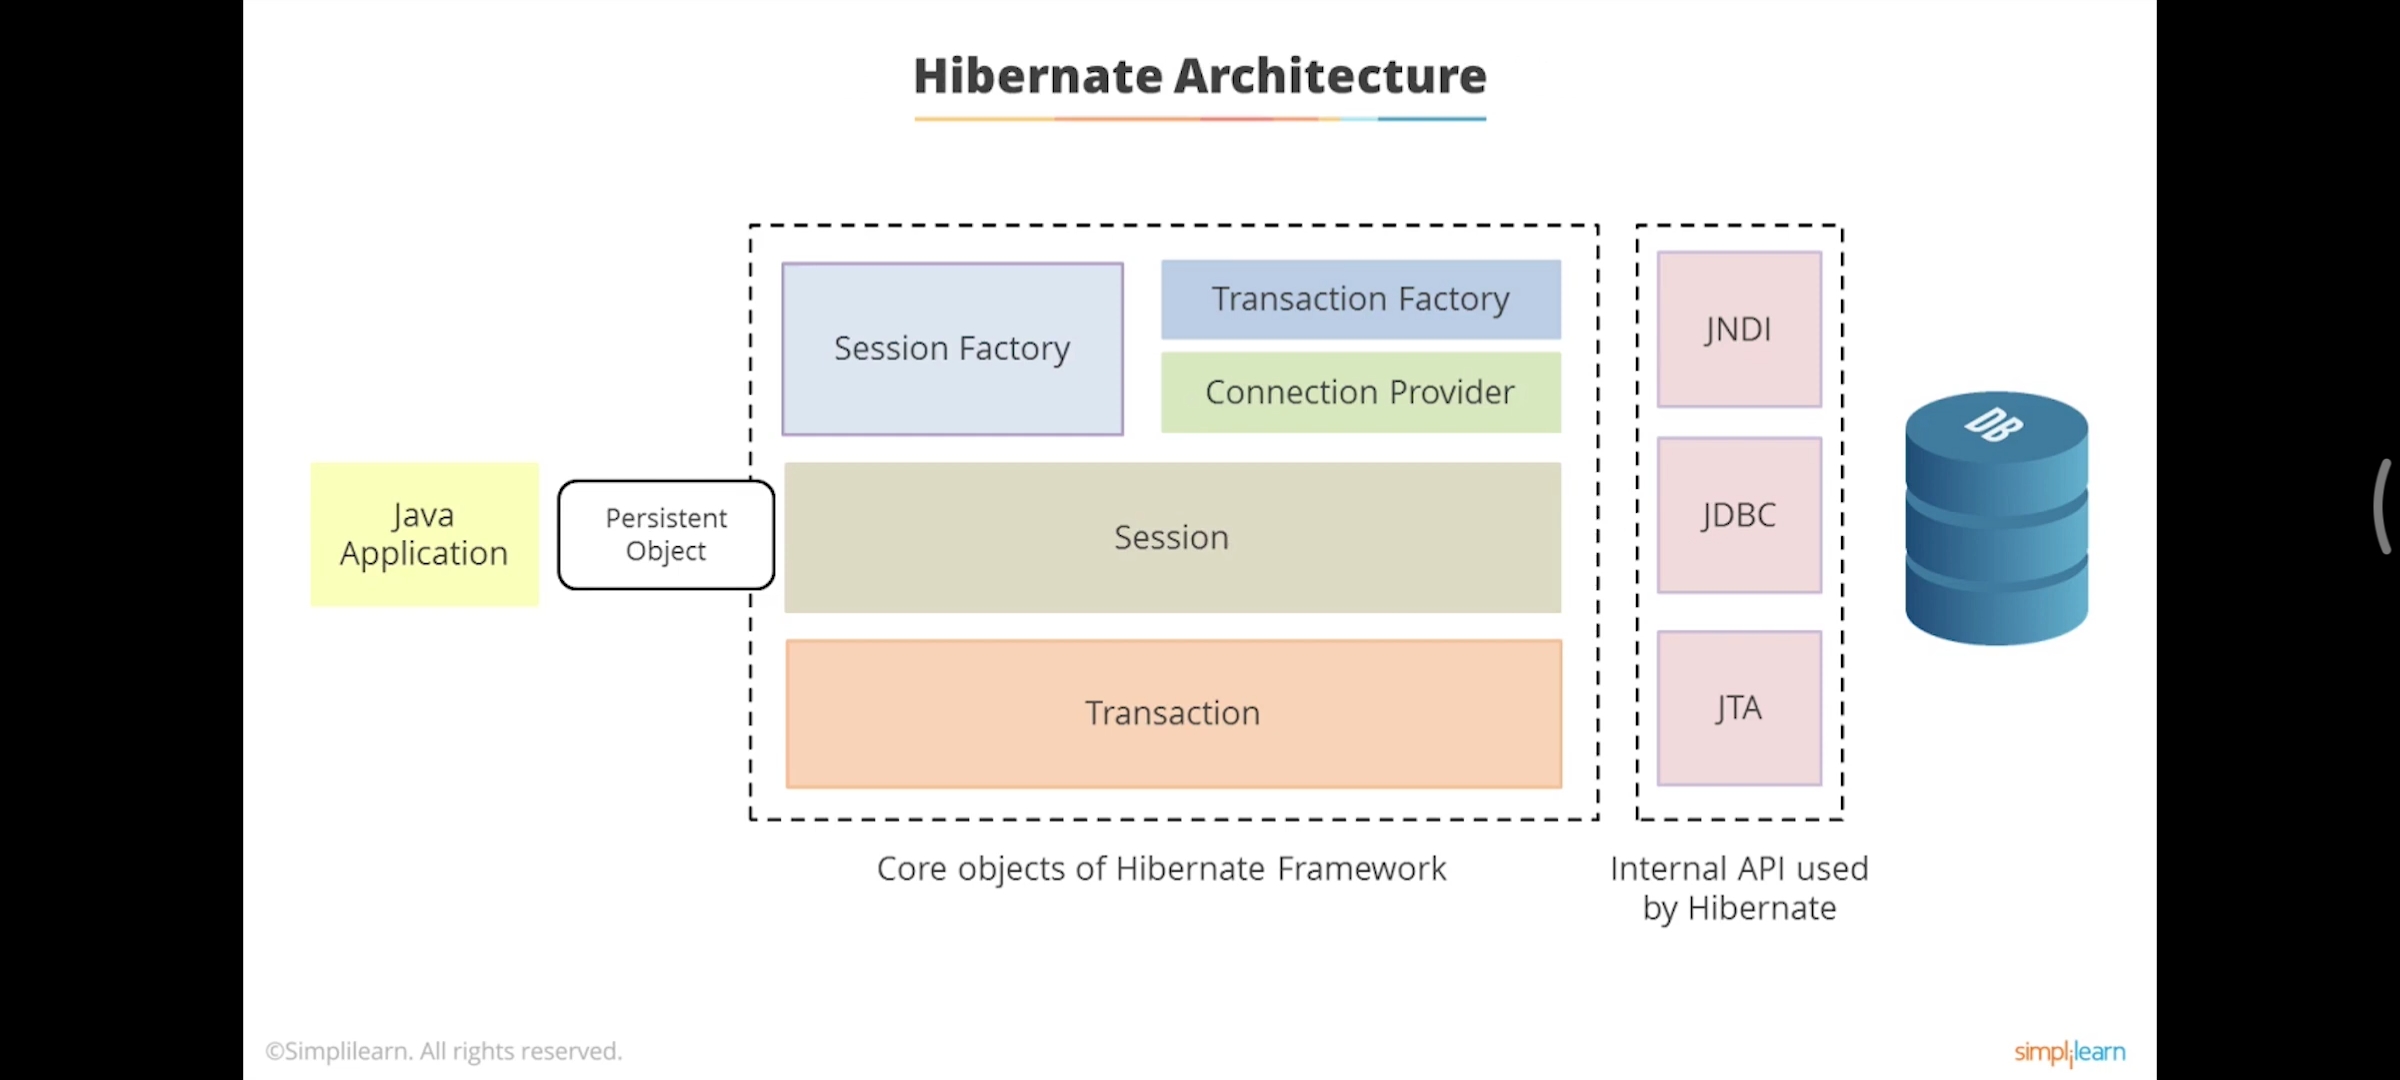 Hibernate Architecture
Session Factory
Transaction Factory
Connection Provider
JNDI
DB
Java
Application
Persistent
Object
Session
JDBC
Transaction
JTA
Core objects of Hibernate Framework
Internal API used
by Hibernate
©Simplilearn. All rights reserved.
simplilearn